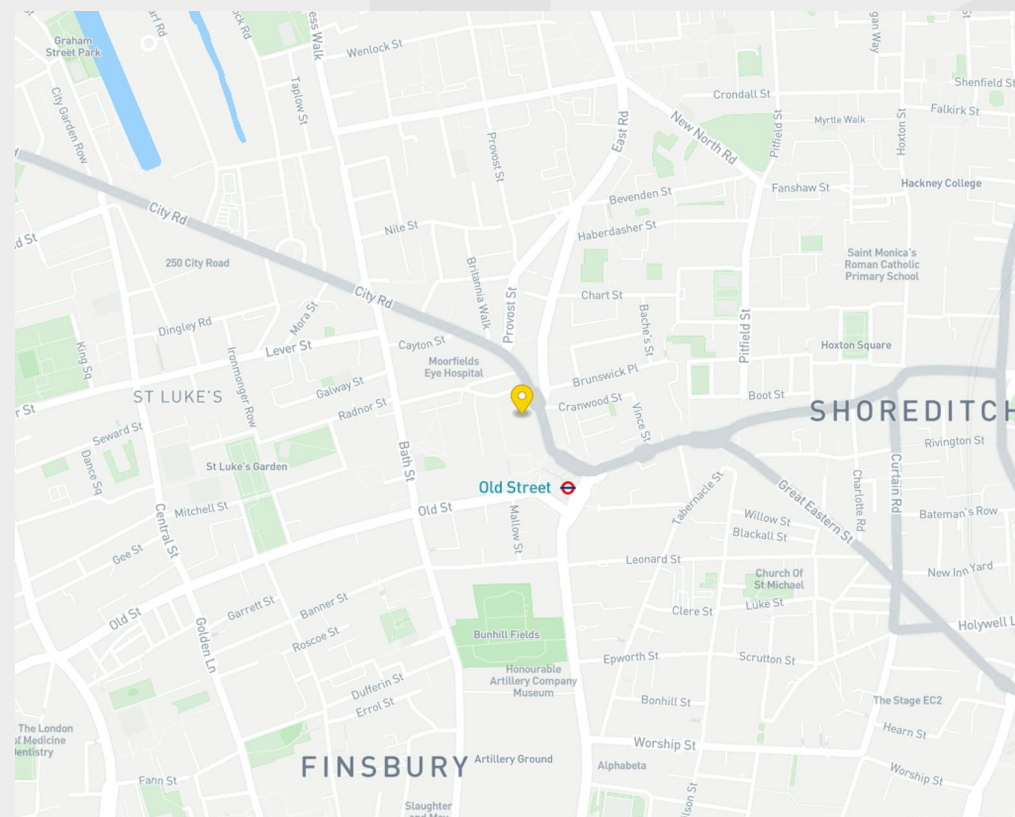 Graham
Street Park
Wenlock St
Taplow St
City Garden Row
Provost St
East Rd
New North Rd
Crondall St
Pitfield St
Myrtle Walk
Hoxton St
Shenfield St
Falkirk St
Fanshaw St
Hackney College
City Rd
Nile St
Bevenden St
Haberdasher St
250 City Road
Britannia Walk
Saint Monica's
Roman Catholic
Primary School
City Rd
Chart St
Provost St
Bache's St
Pitfield St
Mora St
Dingley Rd
Lever St
Cayton St
Moorfields
Eye Hospital
Hoxton Square
King Sq
Ironmonger Row
Galway St
Radnor St
Brunswick Pl
Cranwood St
Vince St
Boot St
ST LUKE'S
SHOREDITCH
Seward St
Dance Sq
St Luke's Garden
Bath St
Rivington St
Curtain Rd
Charlotte Rd
Old Street
Tabernacle St
Great Eastern St
Mitchell St
Central St
Old St
Mallow St
Willow St
Blackall St
Bateman's Row
Gee St
Leonard St
Church Of
St Michael
New Inn Yard
Old St
Garrett St
Banner St
Roscoe St
Golden Ln
Clere St
Luke St
Holywell L
Bunhill Fields
Honourable
Artillery Company
Museum
Epworth St
Scrutton St
Dufferin St
Errol St
Bonhill St
The Stage EC2
Hearn St
The London
of Medicine
Dentistry
FINSBURY
Artillery Ground
Worship St
Alphabeta
Worship St
Fann St
Slaughter